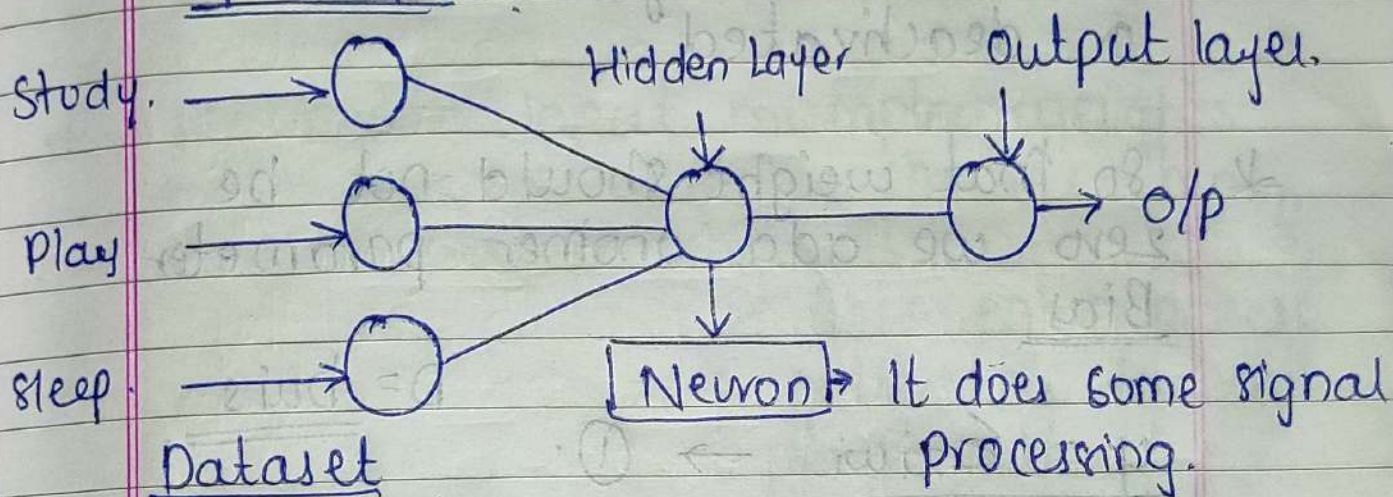 Hidden Layer
Output layer.
Study.
Play
O/P
Sleep.
Neuron
It does some signal
processing.
Dataset